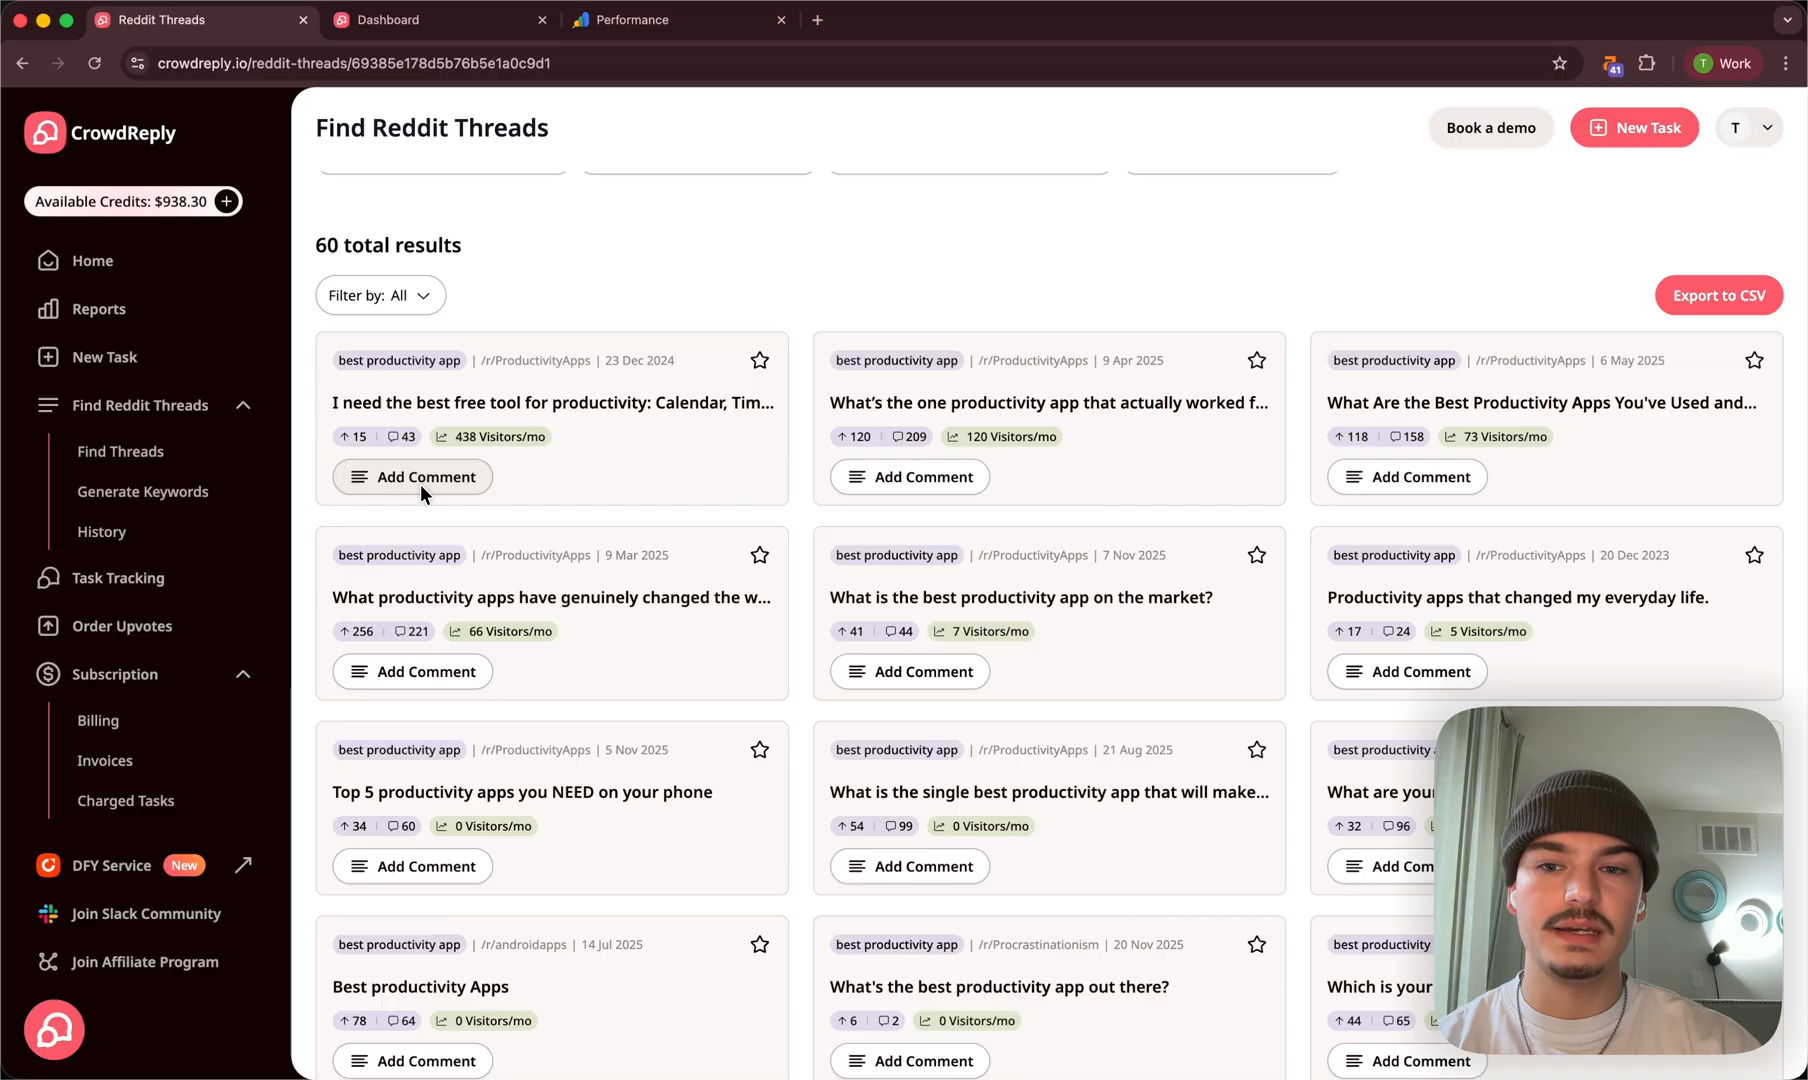 Reddit Threads
Dashboard
Performance
crowdreply.io/reddit-threads/69385e178d5b76b5e1a0c9d1
41
T Work
CrowdReply
Available Credits: $938.30
Home
Reports
New Task
Find Reddit Threads
Find Threads
Generate Keywords
History
Task Tracking
Order Upvotes
Subscription
Billing
Invoices
Charged Tasks
DFY Service New
Join Slack Community
Join Affiliate Program
Find Reddit Threads
Book a demo
New Task
T
60 total results
Filter by: All
Export to CSV
best productivity app | /r/ProductivityApps | 23 Dec 2024
I need the best free tool for productivity: Calendar, Tim...
15 43 438 Visitors/mo
Add Comment
best productivity app | /r/ProductivityApps | 9 Apr 2025
What's the one productivity app that actually worked f...
120 209 120 Visitors/mo
Add Comment
best productivity app | /r/ProductivityApps | 6 May 2025
What Are the Best Productivity Apps You've Used and...
118 158 73 Visitors/mo
Add Comment
best productivity app | /r/ProductivityApps | 9 Mar 2025
What productivity apps have genuinely changed the w...
256 221 66 Visitors/mo
Add Comment
best productivity app | /r/ProductivityApps | 7 Nov 2025
What is the best productivity app on the market?
41 44 7 Visitors/mo
Add Comment
best productivity app | /r/ProductivityApps | 20 Dec 2023
Productivity apps that changed my everyday life.
17 24 5 Visitors/mo
Add Comment
best productivity app | /r/ProductivityApps | 5 Nov 2025
Top 5 productivity apps you NEED on your phone
34 60 0 Visitors/mo
Add Comment
best productivity app | /r/ProductivityApps | 21 Aug 2025
What is the single best productivity app that will make...
54 99 0 Visitors/mo
Add Comment
best productivity
What are your
32 96
Add Com
best productivity app | /r/androidapps | 14 Jul 2025
Best productivity Apps
78 64 0 Visitors/mo
Add Comment
best productivity app | /r/Procrastinationism | 20 Nov 2025
What's the best productivity app out there?
6 2 0 Visitors/mo
Add Comment
best productivity
Which is your
44 65
Add Comment